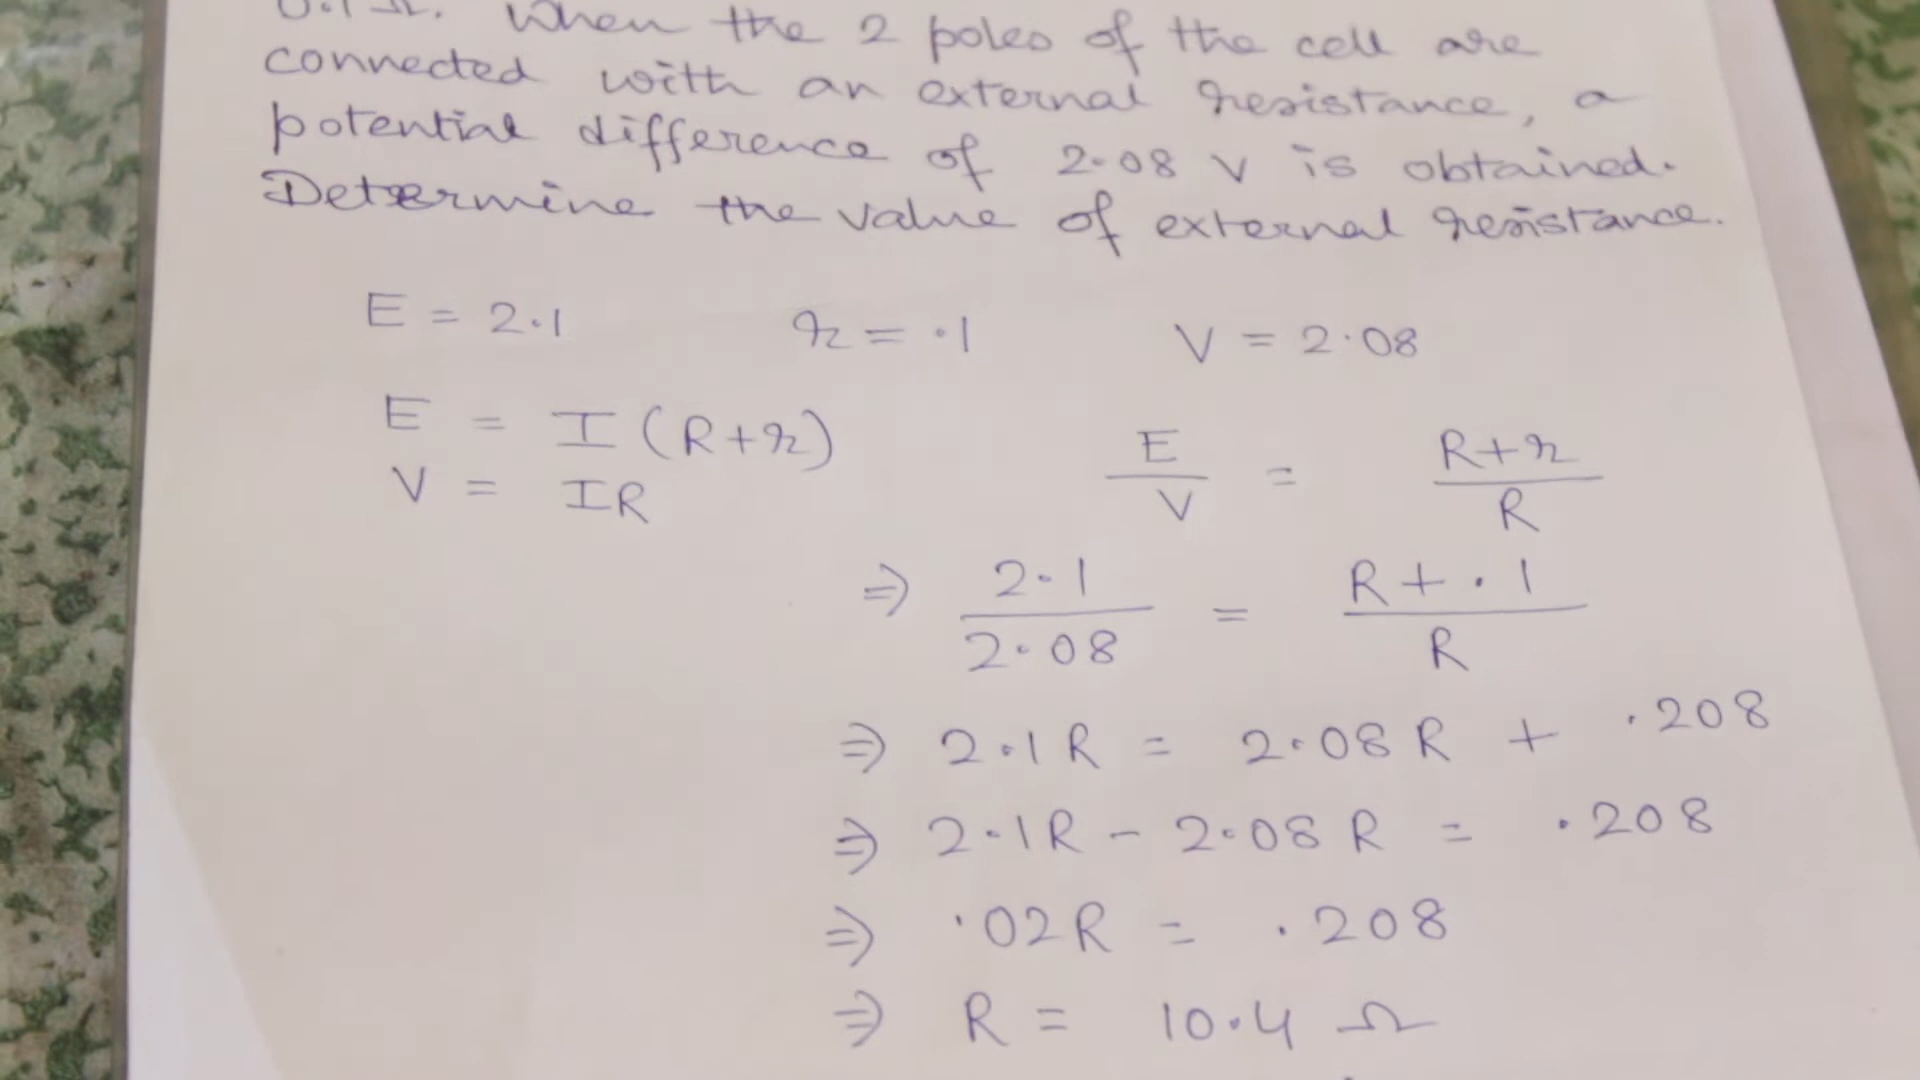 0.1 Ω. When the 2 poles of the cell are
connected with an external resistance, a
potential difference of 2.08 V is obtained.
Determine the value of external resistance.
E = 2.1 r = .1 V = 2.08
E = I (R+r)
V = IR
E/V = R+r/R
⇒ 2.1/2.08 = R+.1/R
⇒ 2.1R = 2.08R + .208
⇒ 2.1R - 2.08R = .208
⇒ .02R = .208
⇒ R = 10.4 Ω